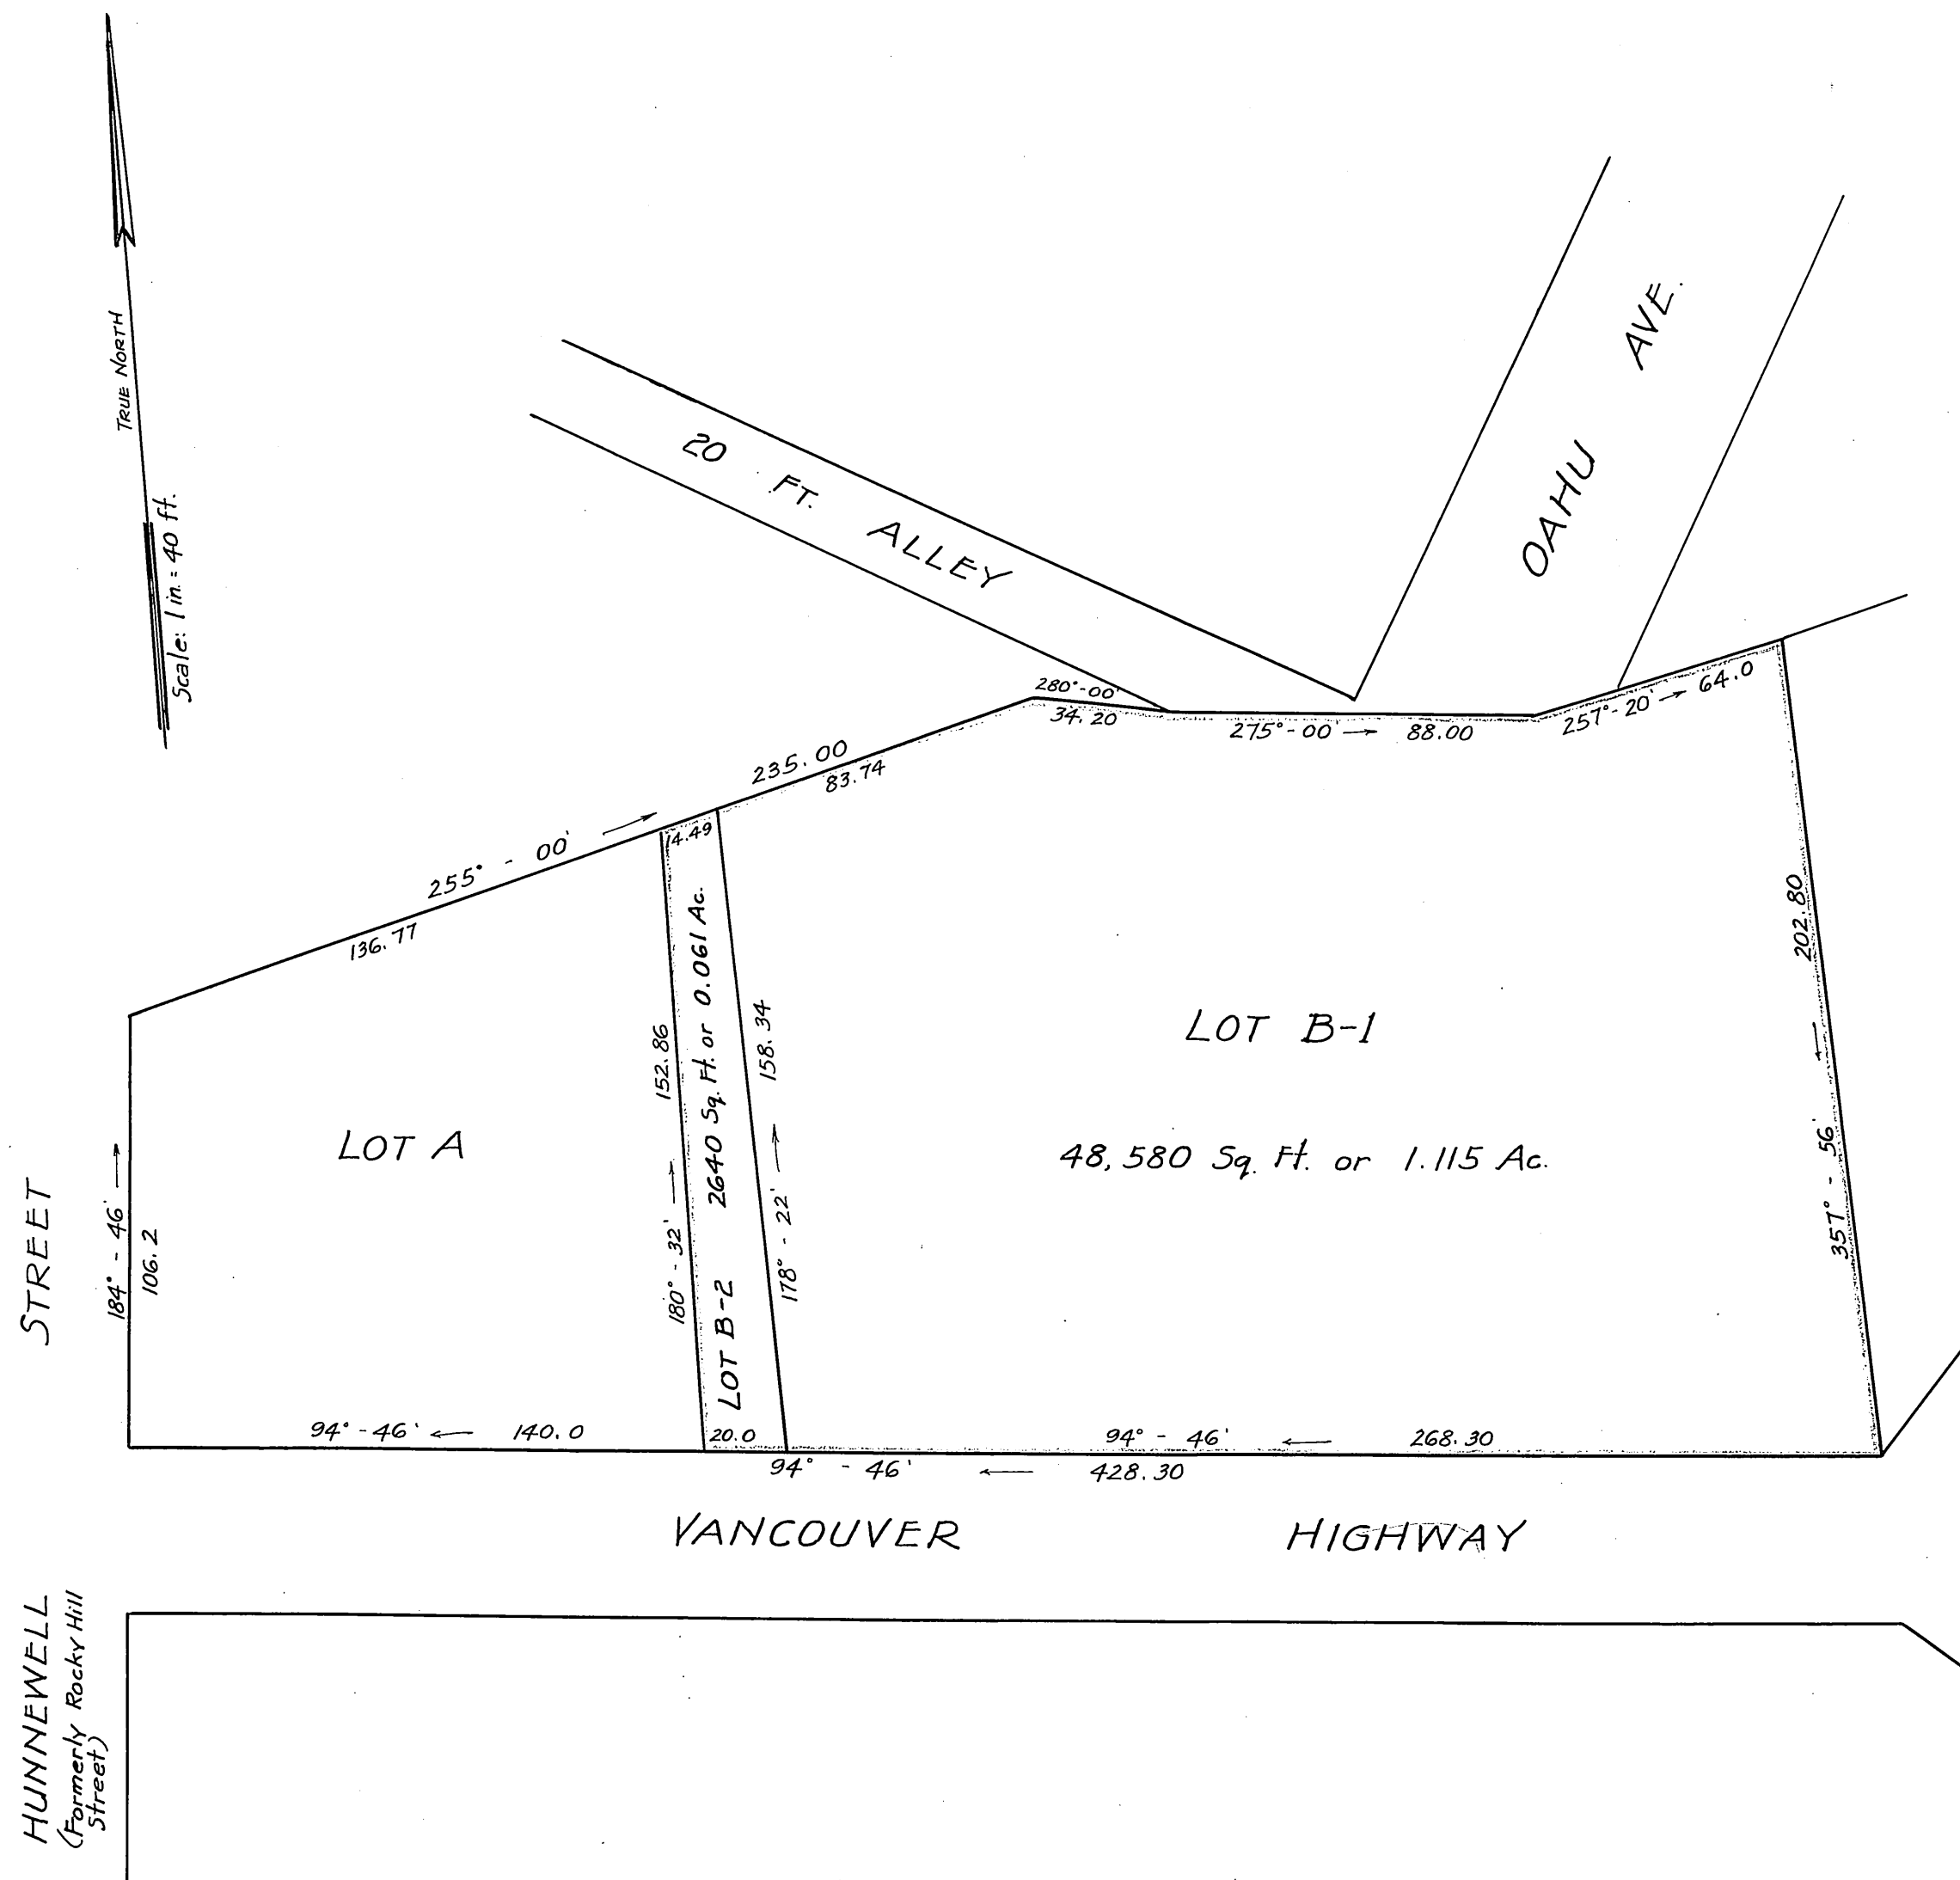 TRUE NORTH
Scale: 1 in. = 40 ft.
20 FT. ALLEY
OAHU AVE.
280°-00'
34.20
275°-00' → 88.00
257°-20' → 64.0
235.00
83.74
255° - 00' →
136.77
14.49
202.80
357° - 56' ←
152.86
180° - 32' →
LOT B-2 2640 Sq. Ft. or 0.061 Ac.
158.34
178° - 22' →
LOT B-1
48,580 Sq. Ft. or 1.115 Ac.
LOT A
184° - 46' →
106.2
94° - 46' ← 140.0
20.0
94° - 46' ← 268.30
94° - 46' ← 428.30
VANCOUVER HIGHWAY
HUNNEWELL STREET
(Formerly Rocky Hill
Street)